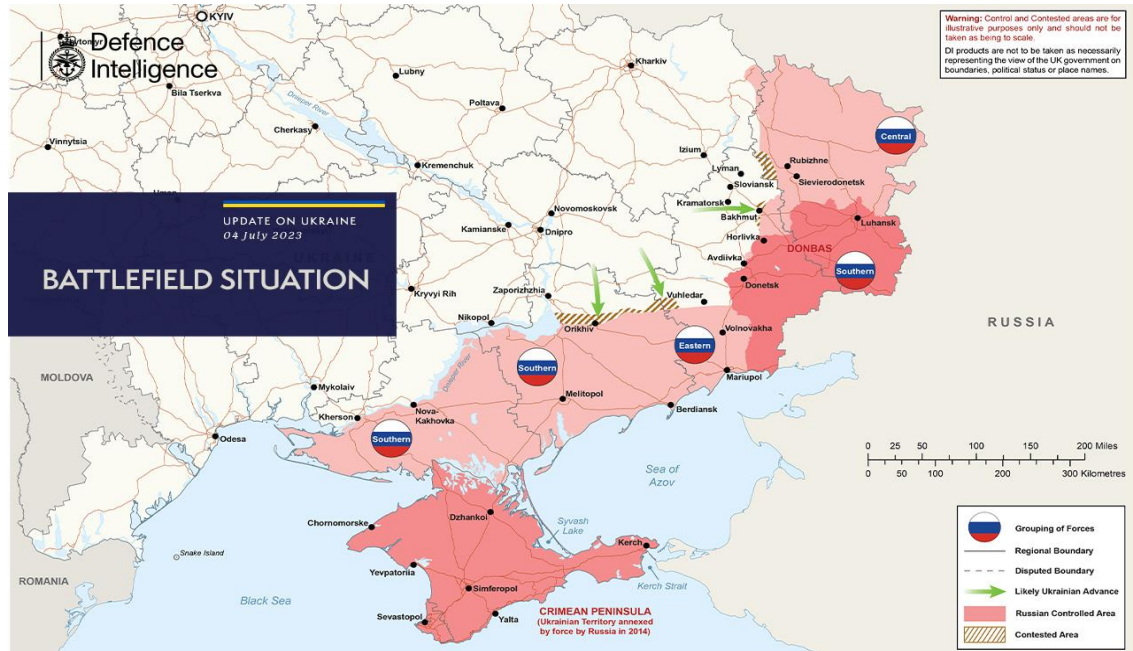 KYIV
Defence
Intelligence
Warning: Control and Contested areas are for
illustrative purposes only and should not be
taken as being to scale.
DI products are not to be taken as necessarily
representing the view of the UK government on
boundaries, political status or place names.
Kharkiv
Lubny
Bila Tserkva
Dnieper River
Poltava
Cherkasy
Vinnytsia
Central
Izium
Kremenchuk
Rubizhne
Lyman
Sievierodonetsk
Sloviansk
UPDATE ON UKRAINE
04 July 2023
BATTLEFIELD SITUATION
Kramatorsk
Novomoskovsk
Bakhmut
Luhansk
Kamianske
Dnipro
Horlivka
DONBAS
Avdiivka
Southern
Donetsk
Kryvyi Rih
Zaporizhzhia
Vuhledar
Nikopol
Orikhiv
Volnovakha
RUSSIA
Eastern
Southern
Dnieper River
MOLDOVA
Mariupol
Mykolaiv
Melitopol
Nova-
Kakhovka
Berdiansk
Kherson
Odesa
Southern
0 25 50 100 150 200 Miles
0 50 100 200 300 Kilometres
Sea of
Azov
Chornomorske
Dzhankoi
Syvash
Lake
Snake Island
Kerch
Yevpatoriia
Kerch Strait
ROMANIA
Simferopol
Black Sea
Sevastopol
Yalta
CRIMEAN PENINSULA
(Ukrainian Territory annexed
by force by Russia in 2014)
Grouping of Forces
Regional Boundary
Disputed Boundary
Likely Ukrainian Advance
Russian Controlled Area
Contested Area